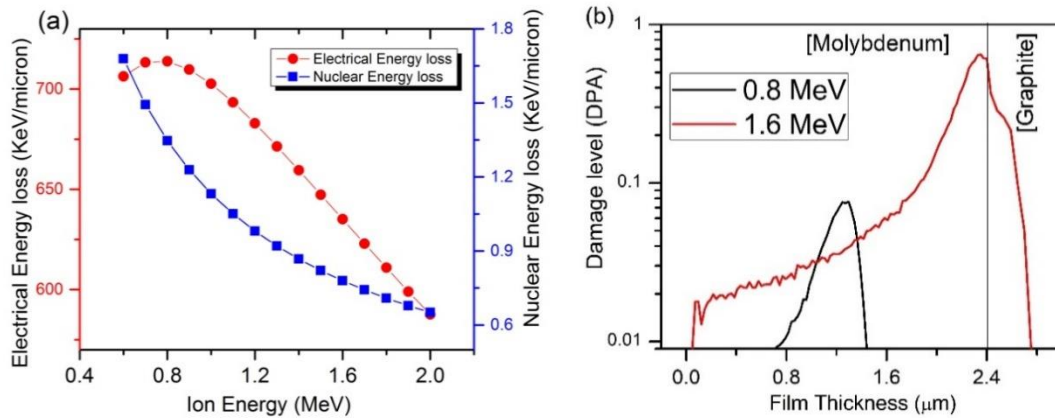 (a)
Electrical Energy loss (KeV/micron)
700
650
600
Electrical Energy loss
Nuclear Energy loss
1.8
1.5
1.2
0.9
0.6
Nuclear Energy loss (KeV/micron)
0.4 0.8 1.2 1.6 2.0
Ion Energy (MeV)
(b)
Damage level (DPA)
1
0.1
0.01
[Molybdenum]
[Graphite]
0.8 MeV
1.6 MeV
0.0 0.8 1.6 2.4
Film Thickness (μm)